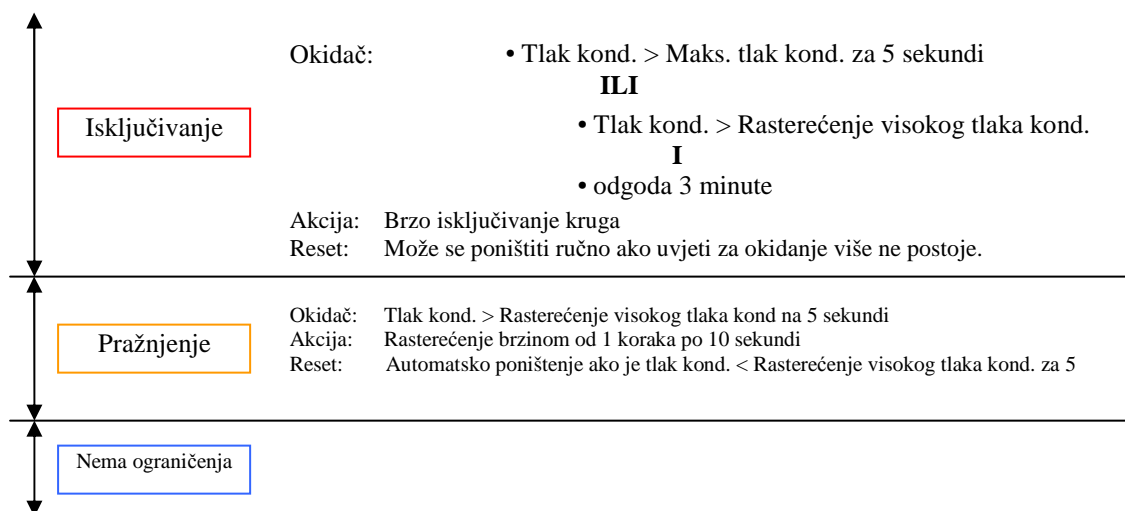 Okidač: • Tlak kond. > Maks. tlak kond. za 5 sekundi
ILI
Isključivanje
• Tlak kond. > Rasterećenje visokog tlaka kond.
I
• odgoda 3 minute
Akcija: Brzo isključivanje kruga
Reset: Može se poništiti ručno ako uvjeti za okidanje više ne postoje.
Okidač: Tlak kond. > Rasterećenje visokog tlaka kond na 5 sekundi
Pražnjenje
Akcija: Rasterećenje brzinom od 1 koraka po 10 sekundi
Reset: Automatsko poništenje ako je tlak kond. < Rasterećenje visokog tlaka kond. za 5
Nema ograničenja